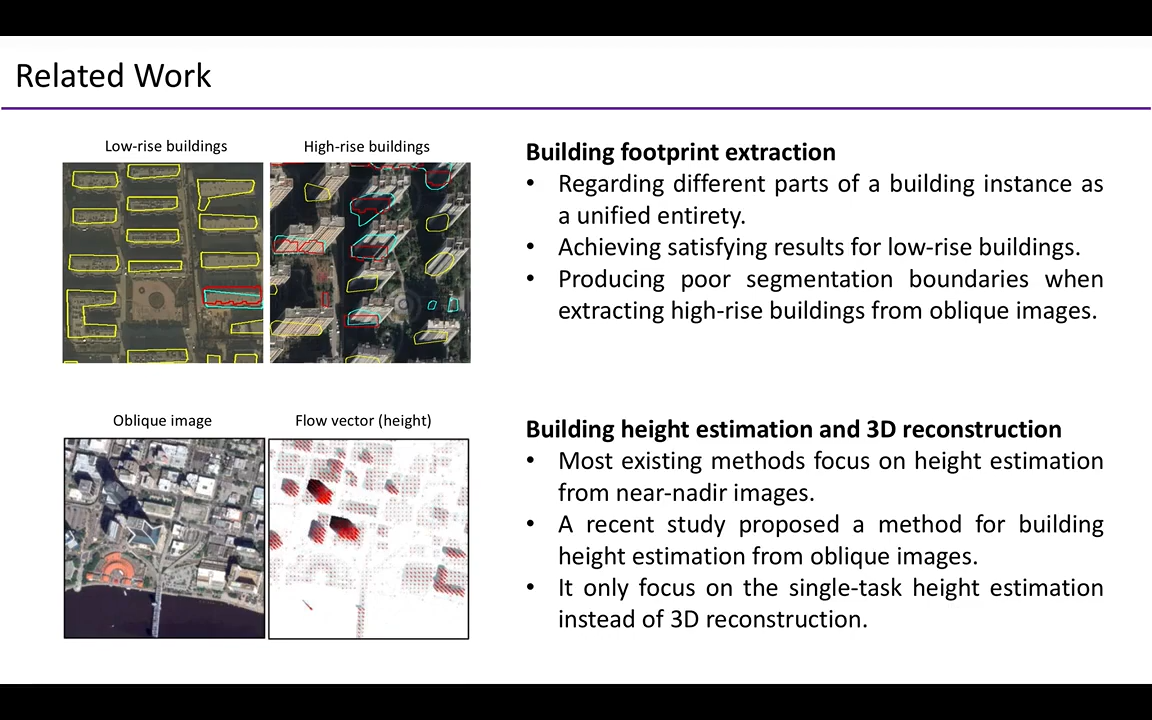 Related Work
Low-rise buildings
High-rise buildings
Building footprint extraction
• Regarding different parts of a building instance as
a unified entirety.
• Achieving satisfying results for low-rise buildings.
• Producing poor segmentation boundaries when
extracting high-rise buildings from oblique images.
Oblique image
Flow vector (height)
Building height estimation and 3D reconstruction
• Most existing methods focus on height estimation
from near-nadir images.
• A recent study proposed a method for building
height estimation from oblique images.
• It only focus on the single-task height estimation
instead of 3D reconstruction.